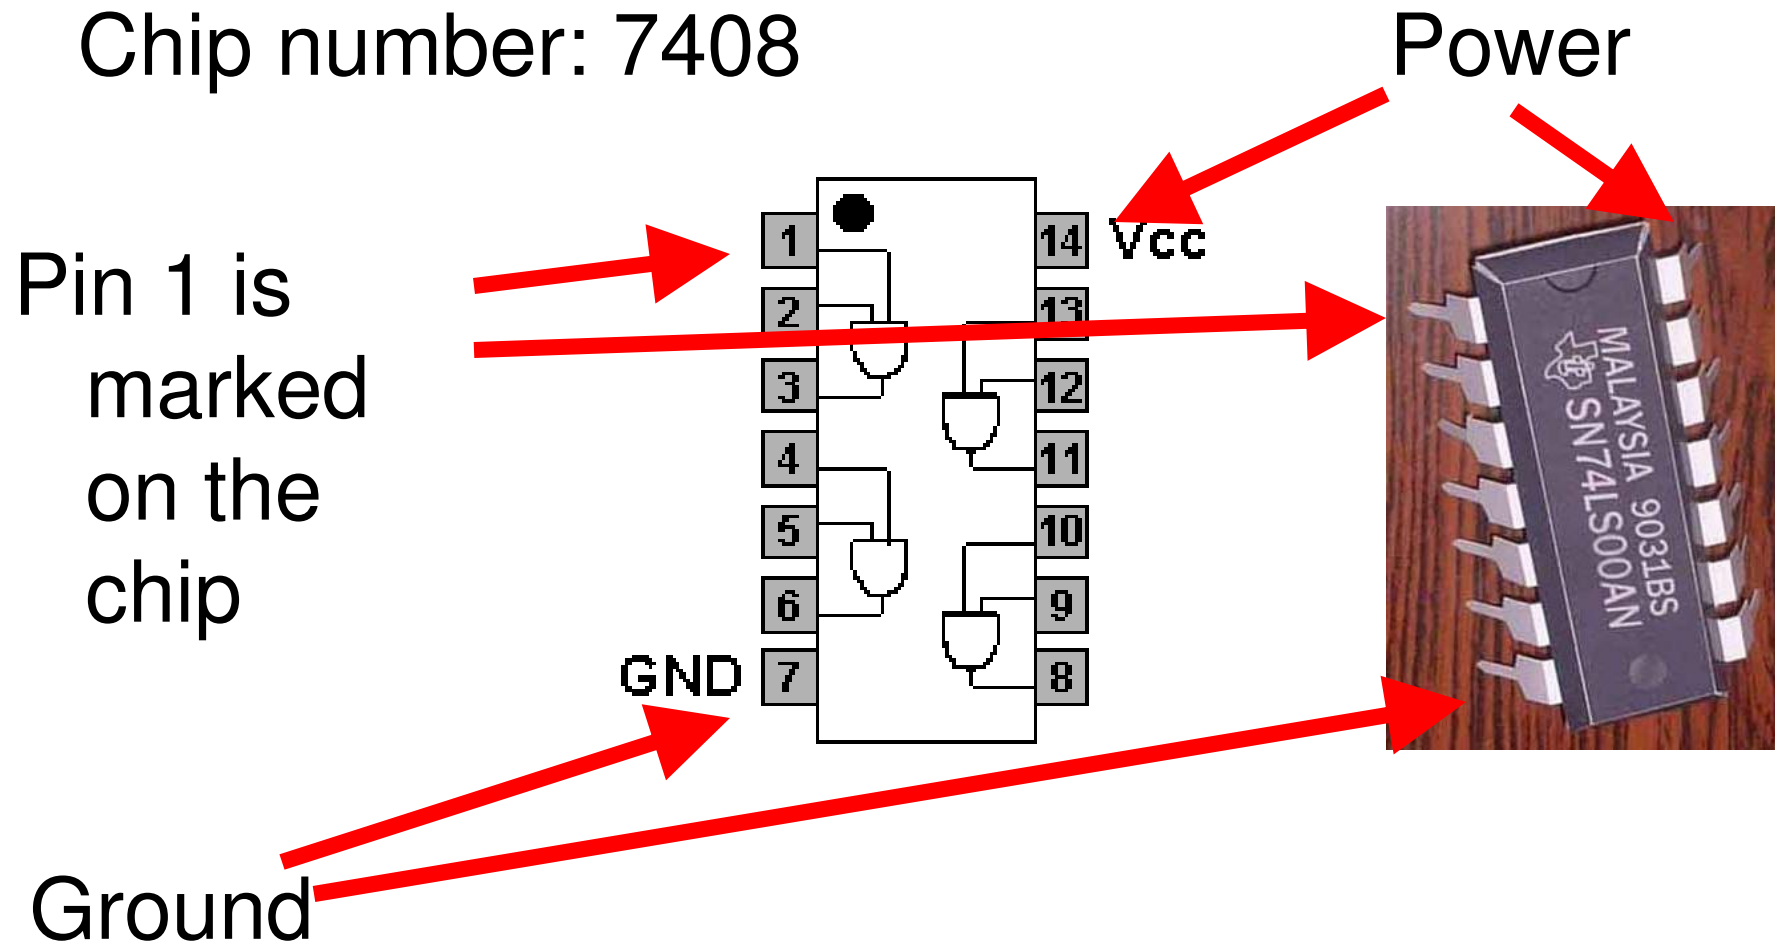 Chip number: 7408
Power
Pin 1 is
marked
on the
chip
1
2
3
4
5
6
7
GND
14
Vcc
13
12
11
10
9
8
MALAYSIA 9031BS
SN74LS00AN
Ground